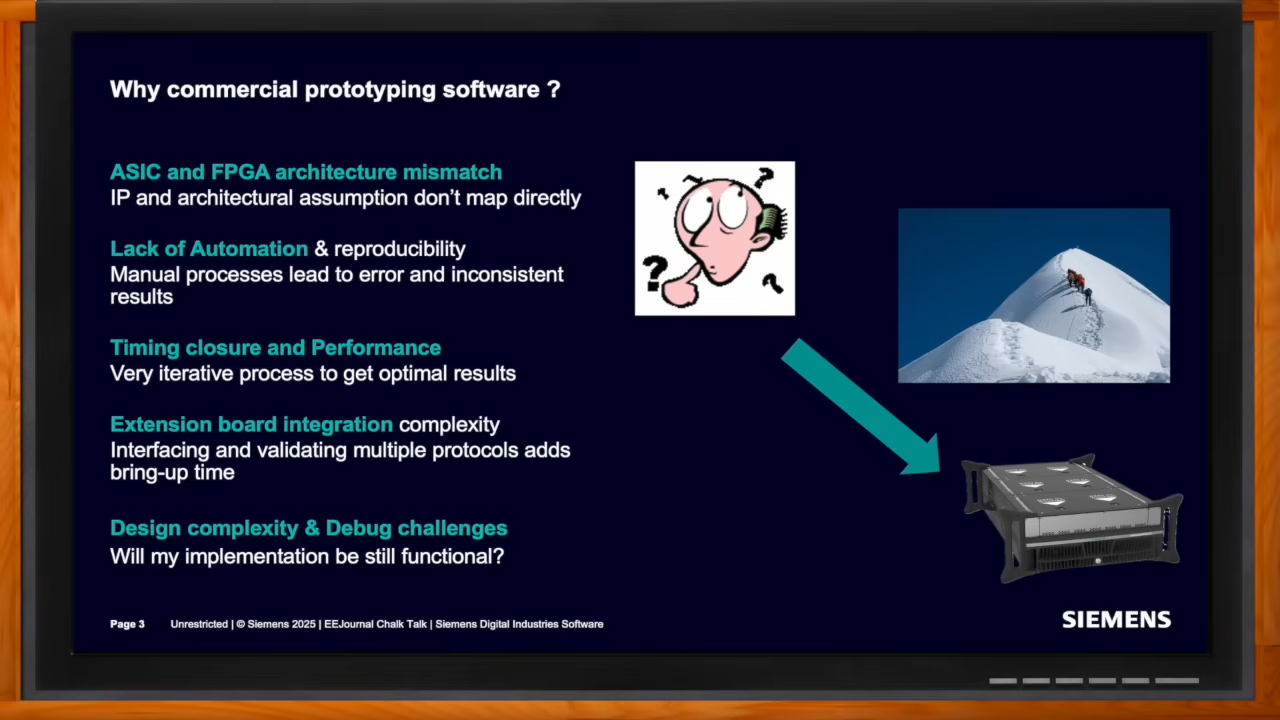 Why commercial prototyping software ?
ASIC and FPGA architecture mismatch
IP and architectural assumption don’t map directly
Lack of Automation & reproducibility
Manual processes lead to error and inconsistent
results
Timing closure and Performance
Very iterative process to get optimal results
Extension board integration complexity
Interfacing and validating multiple protocols adds
bring-up time
Design complexity & Debug challenges
Will my implementation be still functional?
? ? ? ?
Page 3 Unrestricted | © Siemens 2025 | EEJournal Chalk Talk | Siemens Digital Industries Software
SIEMENS